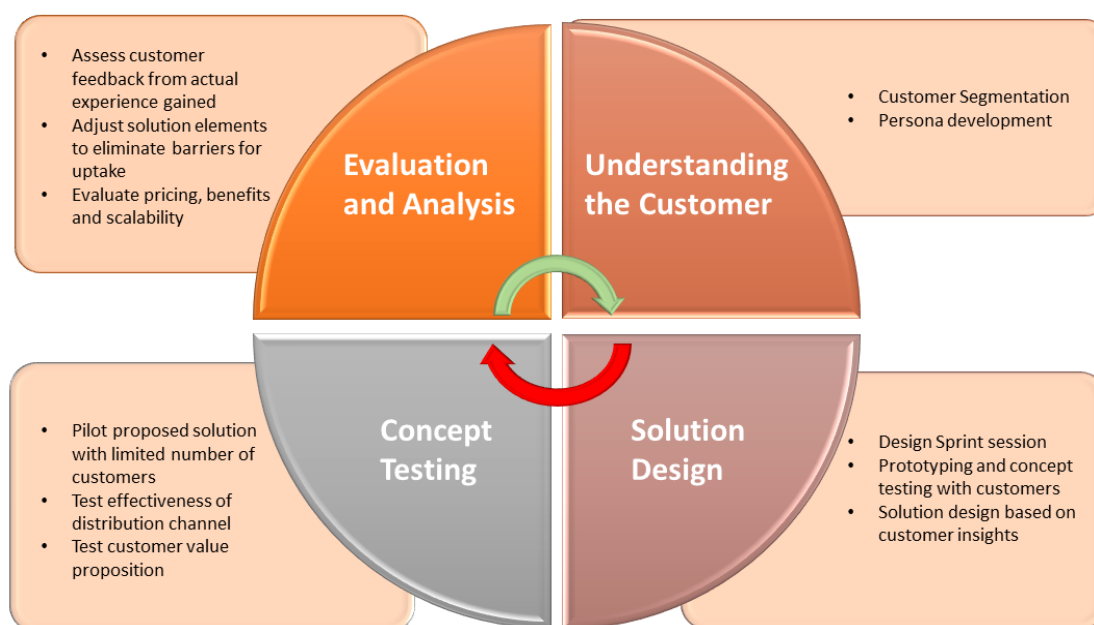 • Assess customer
feedback from actual
experience gained
• Adjust solution elements
to eliminate barriers for
uptake
• Evaluate pricing, benefits
and scalability
Evaluation
and Analysis
Understanding
the Customer
• Customer Segmentation
• Persona development
• Pilot proposed solution
with limited number of
customers
• Test effectiveness of
distribution channel
• Test customer value
proposition
Concept
Testing
Solution
Design
• Design Sprint session
• Prototyping and concept
testing with customers
• Solution design based on
customer insights